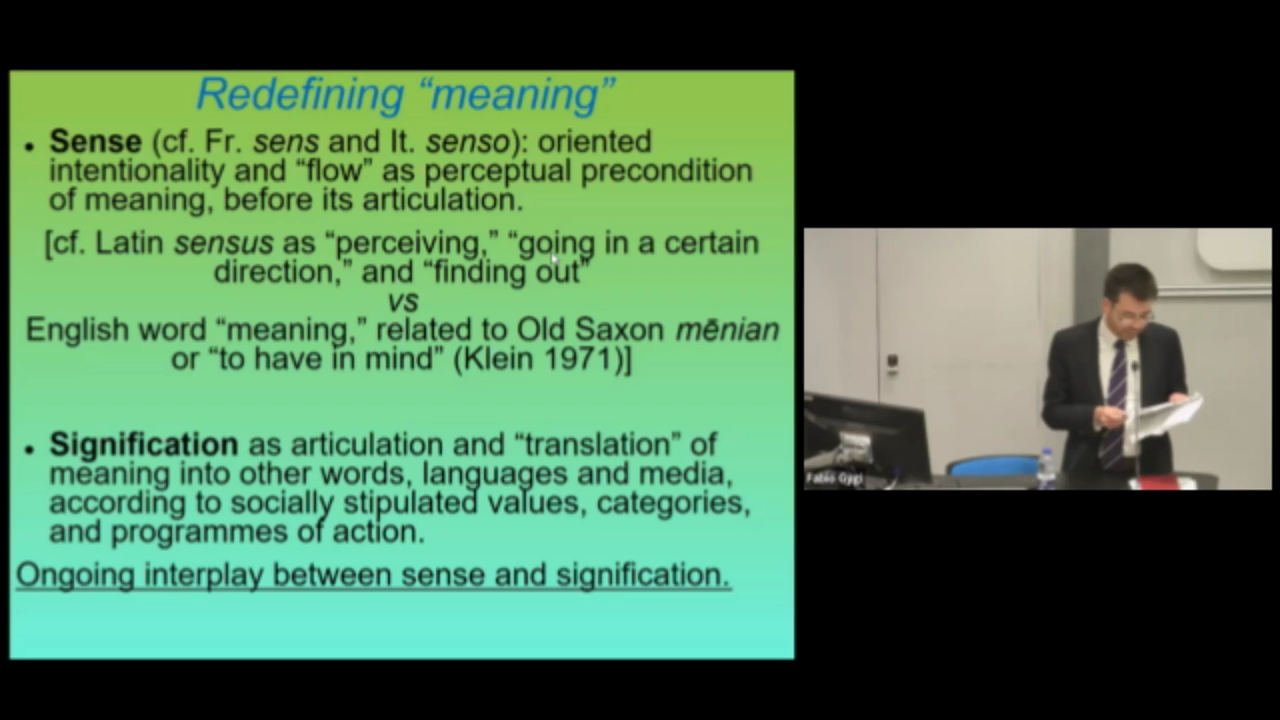 Redefining “meaning”
• Sense (cf. Fr. sens and It. senso): oriented
intentionality and “flow” as perceptual precondition
of meaning, before its articulation.
[cf. Latin sensus as “perceiving,” “going in a certain
direction,” and “finding out”
vs
English word “meaning,” related to Old Saxon mēnian
or “to have in mind” (Klein 1971)]
• Signification as articulation and “translation” of
meaning into other words, languages and media,
according to socially stipulated values, categories,
and programmes of action.
Ongoing interplay between sense and signification.
Fabio Gygi